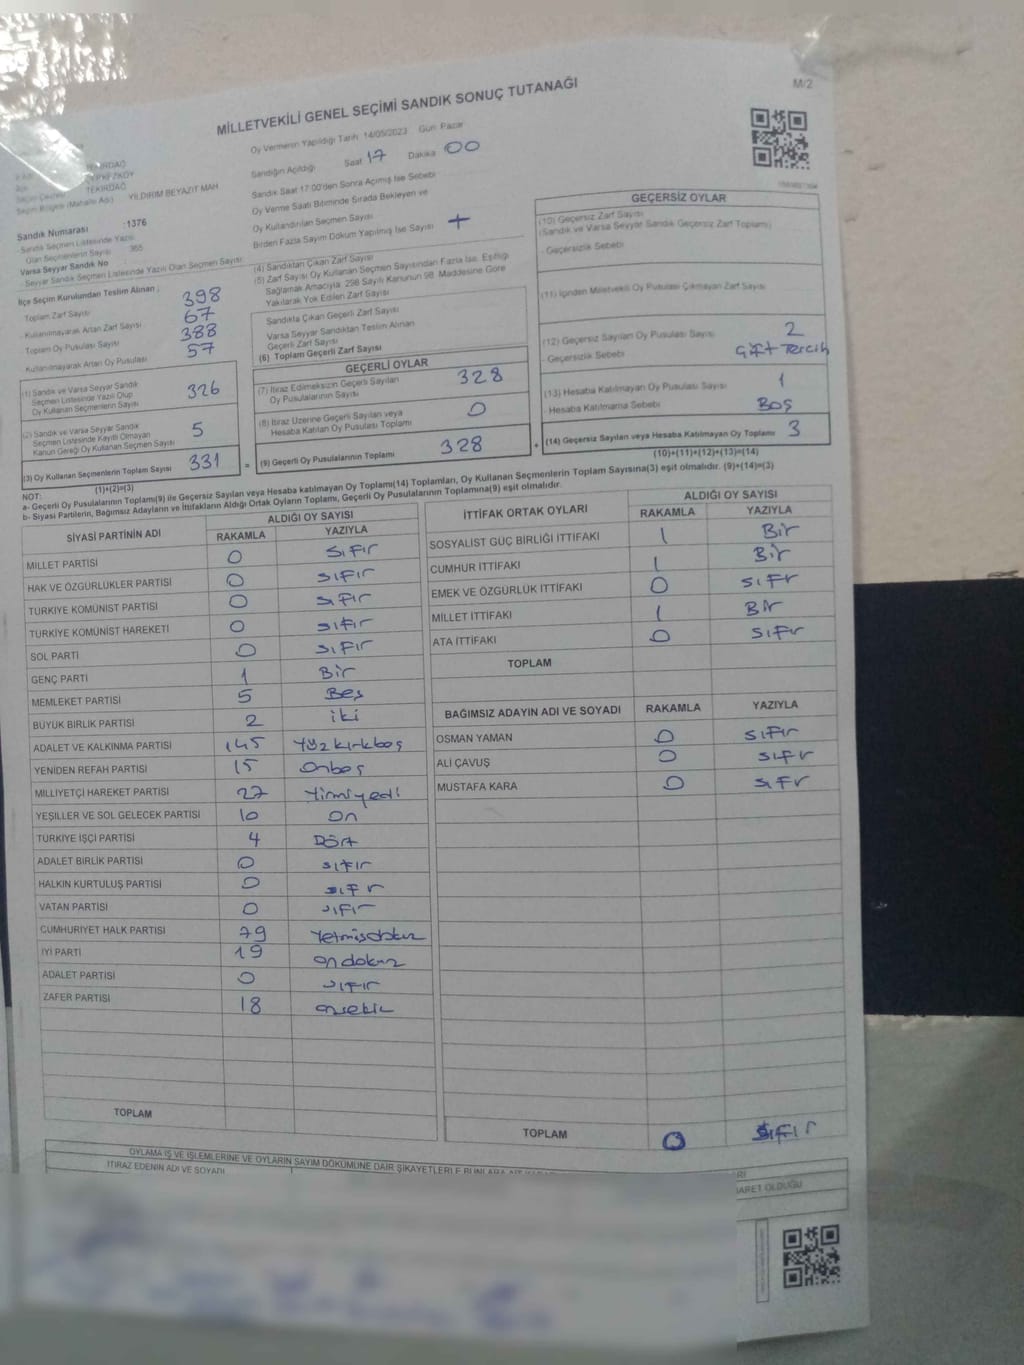 M/2
MİLLETVEKİLİ GENEL SEÇİMİ SANDIK SONUÇ TUTANAĞI
Oy Vermenin Yapıldığı Tarih 14/05/2023 Gün Pazar
Sandığın Açıldığı Saat 17 Dakika 00
TEKİRDAĞ
TEKİRDAĞ
YILDIRIM BEYAZIT MAH
Sandık Saat 17:00'den Sonra Açılmış İse Sebebi
Oy Verme Saati Bitiminde Sırada Bekleyen ve
Oy Kullandırılan Seçmen Sayısı
Birden Fazla Sayım Döküm Yapılmış İse Sayısı +
Sandık Numarası :1376
Sandık Seçmen Listesinde Yazılı
Olan Seçmenlerin Sayısı 365
Varsa Seyyar Sandık No
Seyyar Sandık Seçmen Listesinde Yazılı Olan Seçmen Sayısı
İlçe Seçim Kurulundan Teslim Alınan ;
Toplam Zarf Sayısı 398
Kullanılmayarak Artan Zarf Sayısı 67
Toplam Oy Pusulası Sayısı 388
Kullanılmayarak Artan Oy Pusulası 57
(1) Sandık ve Varsa Seyyar Sandık
Seçmen Listesinde Yazılı Olup
Oy Kullanan Seçmenlerin Sayısı 326
(2) Sandık ve Varsa Seyyar Sandık
Seçmen Listesinde Kayıtlı Olmayan
Kanun Gereği Oy Kullanan Seçmen Sayısı 5
(3) Oy Kullanan Seçmenlerin Toplam Sayısı 331 =
(1)+(2)=(3)
(4) Sandıktan Çıkan Zarf Sayısı
(5) Zarf Sayısı Oy Kullanan Seçmen Sayısından Fazla İse, Eşitliği
Sağlamak Amacıyla, 298 Sayılı Kanunun 98. Maddesine Göre
Yakılarak Yok Edilen Zarf Sayısı
Sandıkta Çıkan Geçerli Zarf Sayısı
Varsa Seyyar Sandıktan Teslim Alınan
Geçerli Zarf Sayısı
(6) Toplam Geçerli Zarf Sayısı
GEÇERLİ OYLAR
(7) İtiraz Edilmeksizin Geçerli Sayılan
Oy Pusulalarının Sayısı 328
(8) İtiraz Üzerine Geçerli Sayılan veya
Hesaba Katılan Oy Pusulası Toplamı 0
(9) Geçerli Oy Pusulalarının Toplamı 328 +
GEÇERSİZ OYLAR
(10) Geçersiz Zarf Sayısı
(Sandık ve Varsa Seyyar Sandık Geçersiz Zarf Toplamı)
- Geçersizlik Sebebi
(11) İçinden Milletvekili Oy Pusulası Çıkmayan Zarf Sayısı
(12) Geçersiz Sayılan Oy Pusulası Sayısı 2
- Geçersizlik Sebebi Çift Tercih
(13) Hesaba Katılmayan Oy Pusulası Sayısı 1
- Hesaba Katılmama Sebebi Boş
(14) Geçersiz Sayılan veya Hesaba Katılmayan Oy Toplamı 3
(10)+(11)+(12)+(13)=(14)
NOT:
a- Geçerli Oy Pusulalarının Toplamı(9) ile Geçersiz Sayılan veya Hesaba katılmayan Oy Toplamı(14) Toplamları, Oy Kullanan Seçmenlerin Toplam Sayısına(3) eşit olmalıdır. (9)+(14)=(3)
b- Siyasi Partilerin, Bağımsız Adayların ve İttifakların Aldığı Ortak Oyların Toplamı, Geçerli Oy Pusulalarının Toplamına(9) eşit olmalıdır.
SİYASİ PARTİNİN ADI ALDIĞI OY SAYISI
RAKAMLA YAZIYLA
MİLLET PARTİSİ 0 Sıfır
HAK VE ÖZGÜRLÜKLER PARTİSİ 0 sıfır
TÜRKİYE KOMÜNİST PARTİSİ 0 sıfır
TÜRKİYE KOMÜNİST HAREKETİ 0 sıfır
SOL PARTİ 0 sıfır
GENÇ PARTİ 1 Bir
MEMLEKET PARTİSİ 5 Beş
BÜYÜK BİRLİK PARTİSİ 2 iki
ADALET VE KALKINMA PARTİSİ 145 Yüzkırkbeş
YENİDEN REFAH PARTİSİ 15 Onbeş
MİLLİYETÇİ HAREKET PARTİSİ 27 Yirmiyedi
YEŞİLLER VE SOL GELECEK PARTİSİ 10 On
TÜRKİYE İŞÇİ PARTİSİ 4 Dört
ADALET BİRLİK PARTİSİ 0 sıfır
HALKIN KURTULUŞ PARTİSİ 0 sıfır
VATAN PARTİSİ 0 sıfır
CUMHURİYET HALK PARTİSİ 79 Yetmişdokuz
İYİ PARTİ 19 ondokuz
ADALET PARTİSİ 0 sıfır
ZAFER PARTİSİ 18 onsekiz
TOPLAM
İTTİFAK ORTAK OYLARI ALDIĞI OY SAYISI
RAKAMLA YAZIYLA
SOSYALİST GÜÇ BİRLİĞİ İTTİFAKI 1 Bir
CUMHUR İTTİFAKI 1 Bir
EMEK VE ÖZGÜRLÜK İTTİFAKI 0 sıfır
MİLLET İTTİFAKI 1 Bir
ATA İTTİFAKI 0 sıfır
TOPLAM
BAĞIMSIZ ADAYIN ADI VE SOYADI RAKAMLA YAZIYLA
OSMAN YAMAN 0 sıfır
ALİ ÇAVUŞ 0 sıfır
MUSTAFA KARA 0 sıfır
TOPLAM 0 Sıfır
OYLAMA İŞ VE İŞLEMLERİNE VE OYLARIN SAYIM DÖKÜMÜNE DAİR ŞİKAYETLER
İTİRAZ EDENİN ADI VE SOYADI